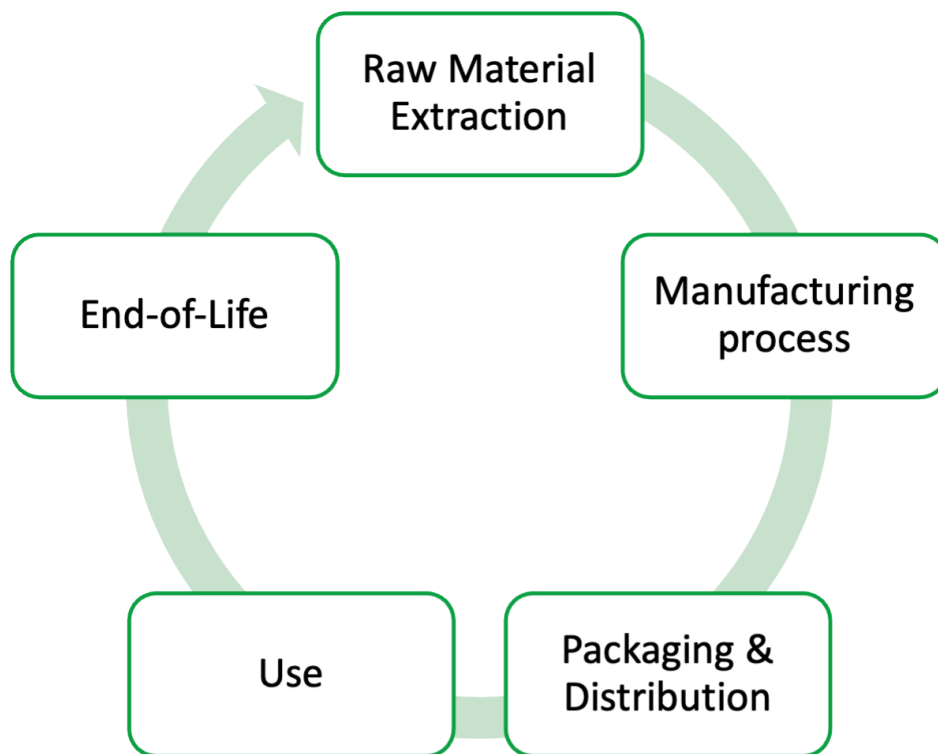 Raw Material
Extraction
Manufacturing
process
Packaging &
Distribution
Use
End-of-Life